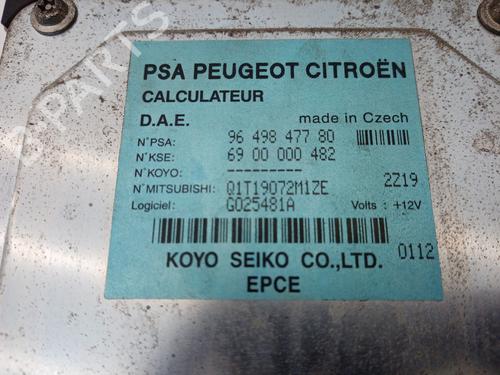 PSA PEUGEOT CITROËN
CALCULATEUR
D.A.E. made in Czech
N°PSA: 96 498 477 80
N°KSE: 69 00 000 482
N°KOYO: ---------
N°MITSUBISHI: Q1T19072M1ZE 2Z19
Logiciel: G025481A Volts : +12V
0112
KOYO SEIKO CO.,LTD.
EPCE
B-PARTS